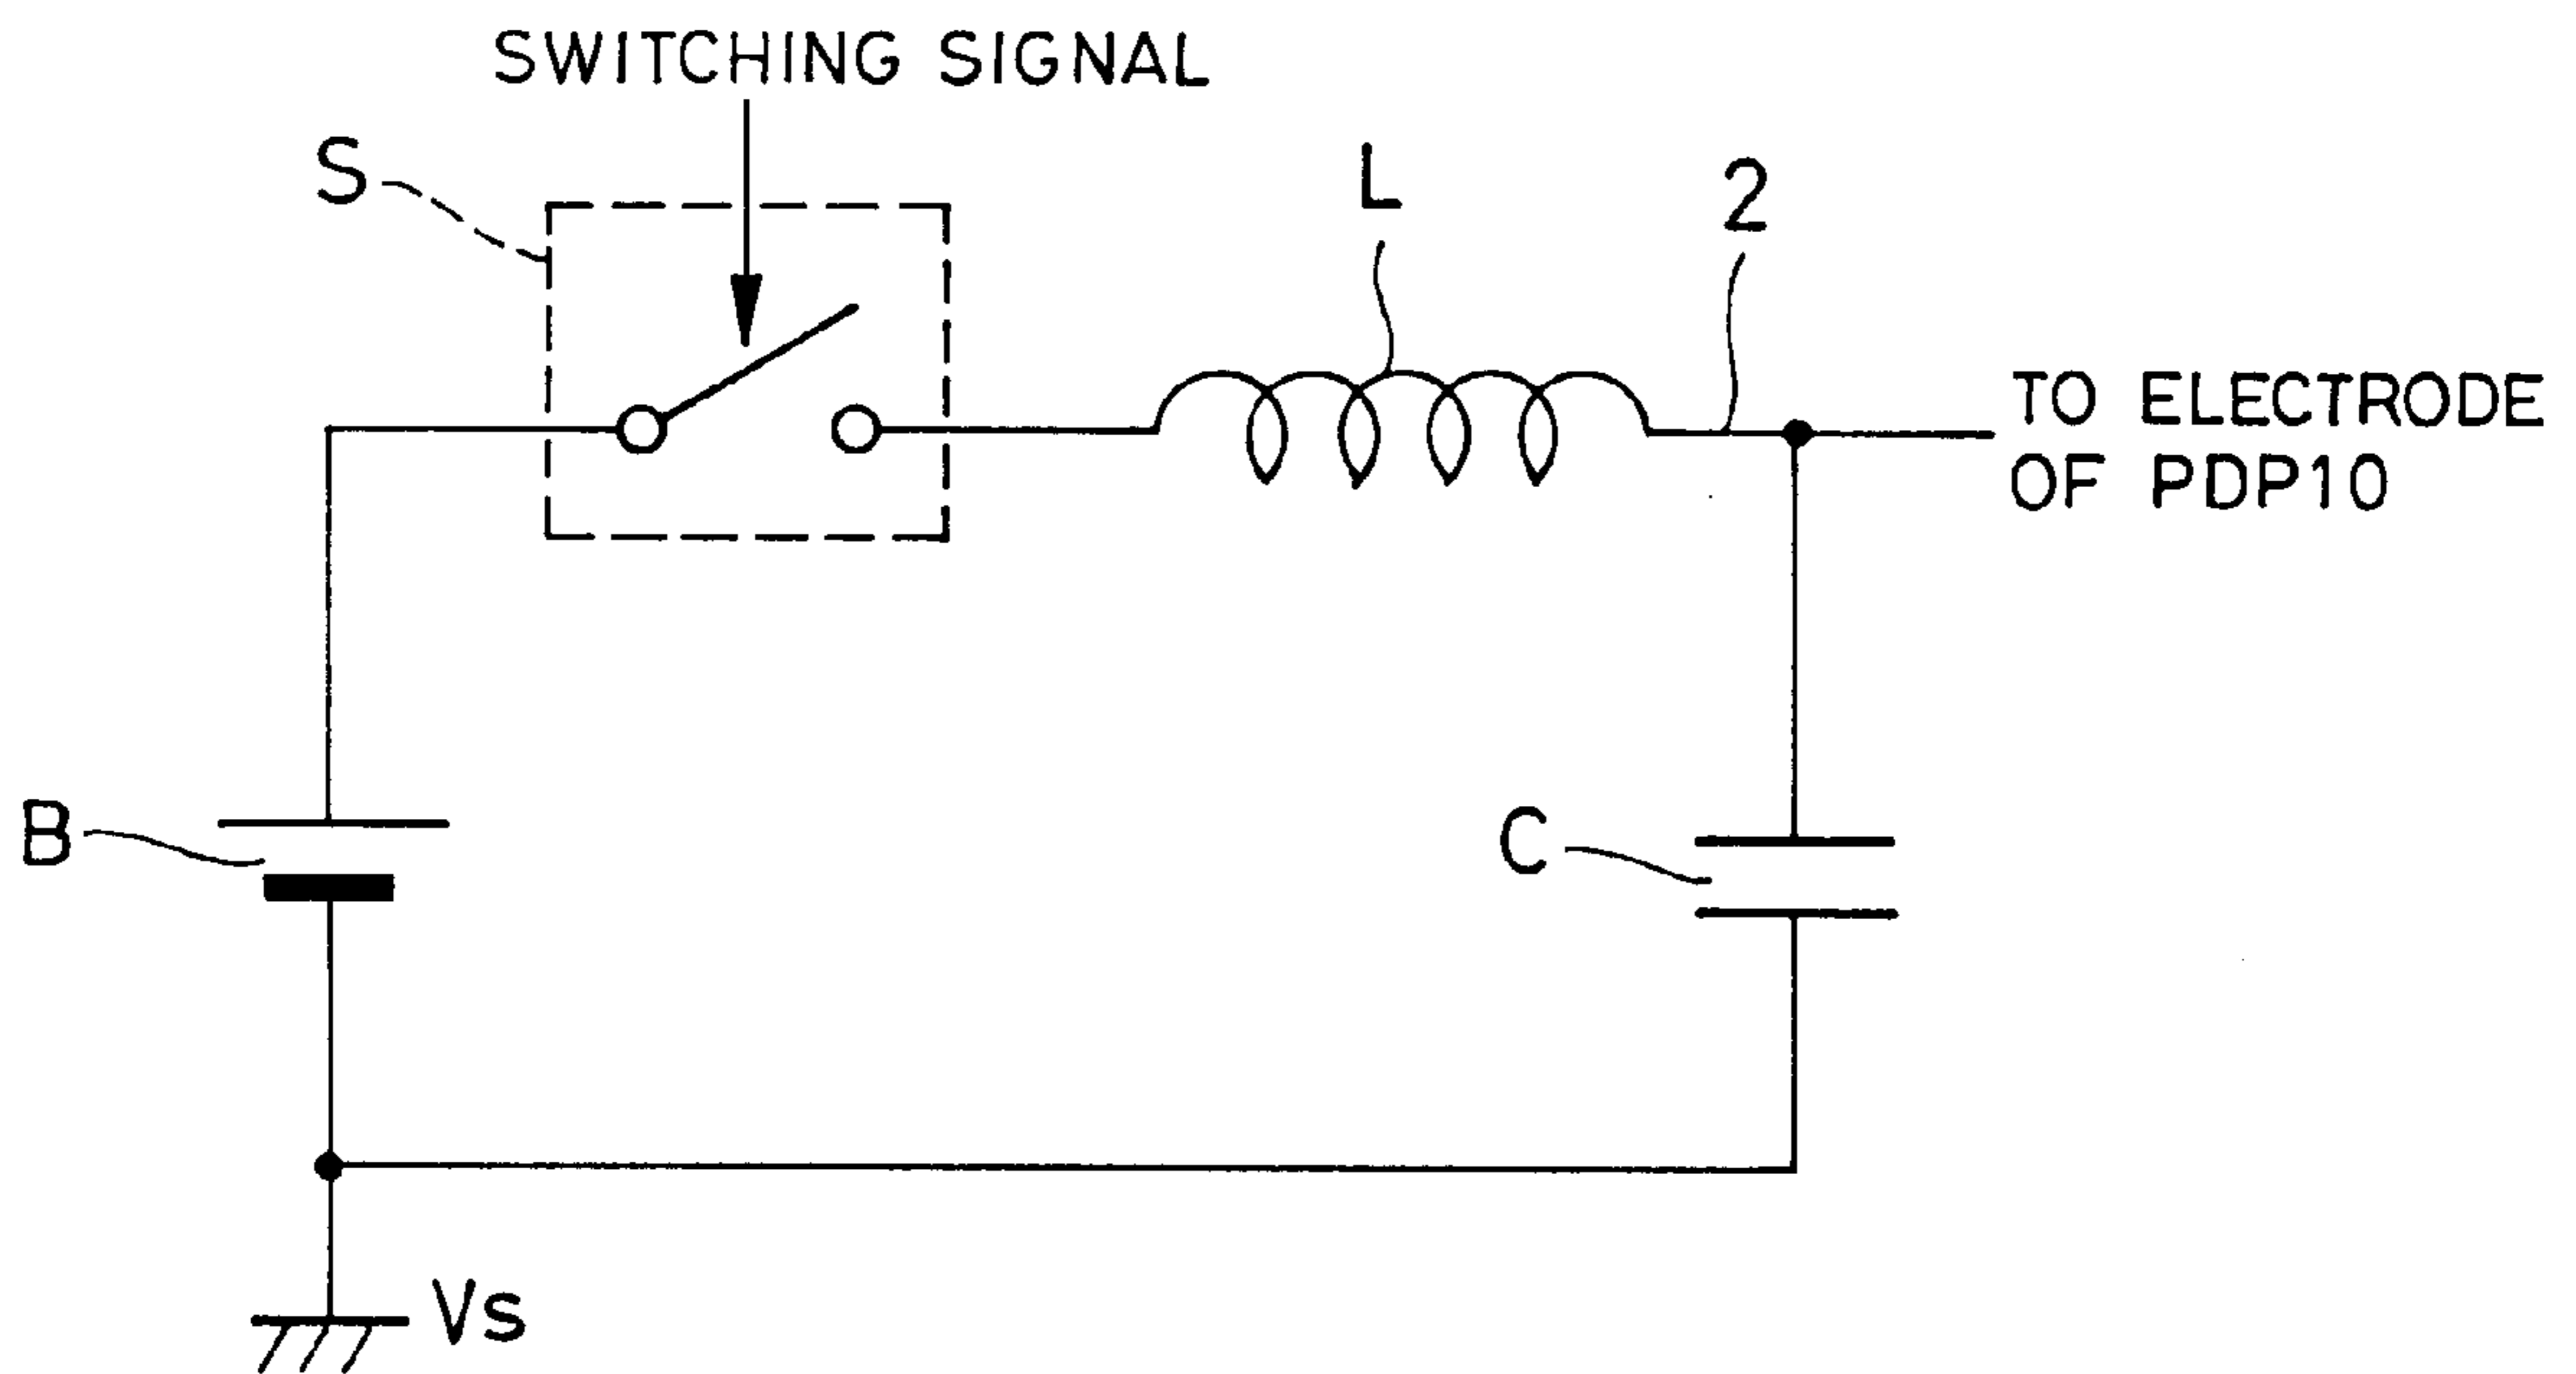 SWITCHING SIGNAL
S
L
2
TO ELECTRODE
OF PDP10
B
C
Vs